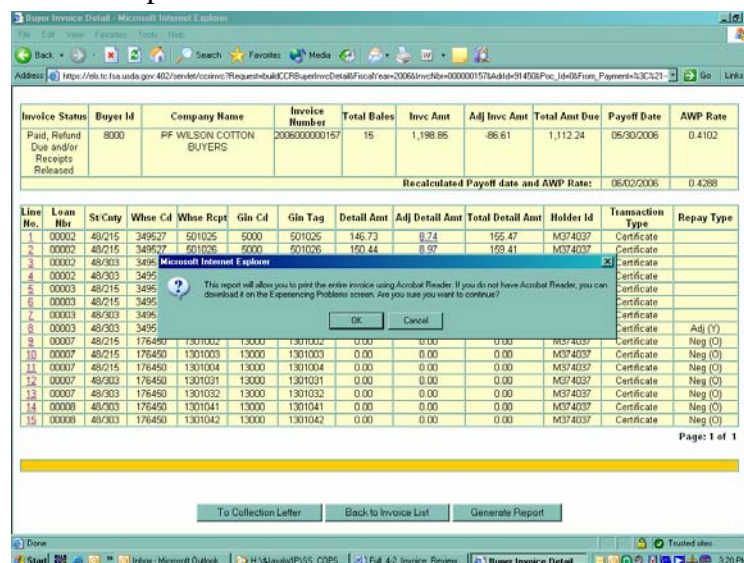 Buyer Invoice Detail - Microsoft Internet Explorer
File Edit View Favorites Tools Help
Back Search Favorites Media
Address https://els.tc.fsa.usda.gov:402/servlet/ccrinvc?Request=buildCCRBuyerInvcDetail&FiscalYear=2006&InvcNbr=000000157&AdrId=91450&Poc_Id=0&From_Payment=%3C%21-- Go Links
Invoice Status Buyer Id Company Name Invoice Number Total Bales Invc Amt Adj Invc Amt Total Amt Due Payoff Date AWP Rate
Paid, Refund Due and/or Receipts Released 8000 PF WILSON COTTON BUYERS 2006000000157 15 1,198.85 -86.61 1,112.24 05/30/2006 0.4102
Recalculated Payoff date and AWP Rate: 06/02/2006 0.4288
Line No. Loan Nbr St/Cnty Whse Cd Whse Rcpt Gin Cd Gin Tag Detail Amt Adj Detail Amt Total Detail Amt Holder Id Transaction Type Repay Type
1 00002 48/215 349527 501025 5000 501025 146.73 8.74 155.47 M374037 Certificate
2 00002 48/215 349527 501026 5000 501026 150.44 8.97 159.41 M374037 Certificate
3 00002 48/303 3495 Certificate
4 00002 48/303 3495 Certificate
5 00003 48/215 3495 Certificate
6 00003 48/215 3495 Certificate
7 00003 48/303 3495 Certificate
8 00003 48/303 3495 Certificate Adj (Y)
Microsoft Internet Explorer
This report will allow you to print the entire invoice using Acrobat Reader. If you do not have Acrobat Reader, you can
download it on the Experiencing Problems screen. Are you sure you want to continue?
OK Cancel
9 00007 48/215 176450 1301002 13000 1301002 0.00 0.00 0.00 M374037 Certificate Neg (O)
10 00007 48/215 176450 1301003 13000 1301003 0.00 0.00 0.00 M374037 Certificate Neg (O)
11 00007 48/215 176450 1301004 13000 1301004 0.00 0.00 0.00 M374037 Certificate Neg (O)
12 00007 48/303 176450 1301031 13000 1301031 0.00 0.00 0.00 M374037 Certificate Neg (O)
13 00007 48/303 176450 1301032 13000 1301032 0.00 0.00 0.00 M374037 Certificate Neg (O)
14 00008 48/303 176450 1301041 13000 1301041 0.00 0.00 0.00 M374037 Certificate Neg (O)
15 00008 48/303 176450 1301042 13000 1301042 0.00 0.00 0.00 M374037 Certificate Neg (O)
Page: 1 of 1
To Collection Letter Back to Invoice List Generate Report
Done Trusted sites
Start Inbox - Microsoft Outlook Buyer Invoice Detail 3:20 PM